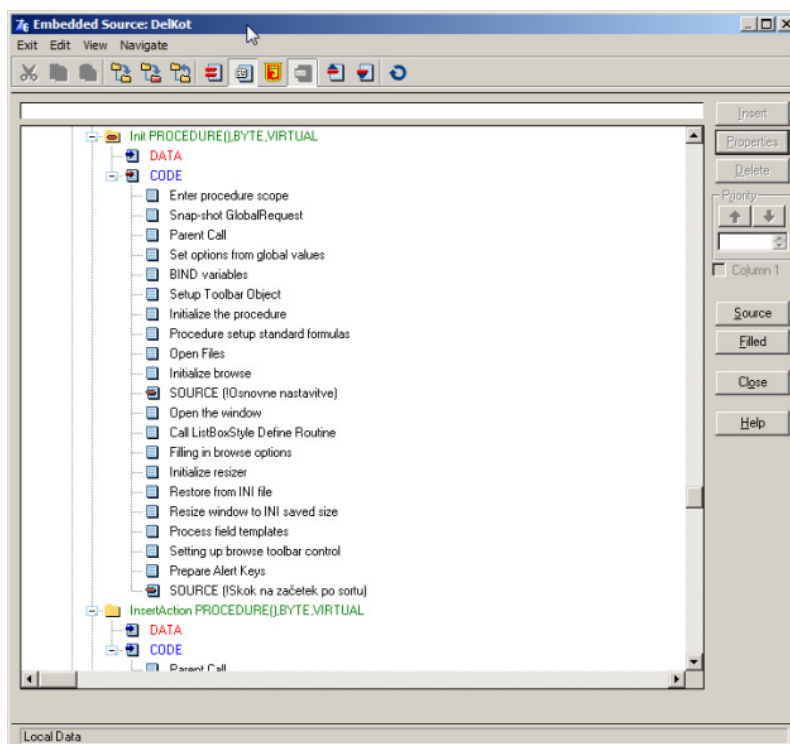 Embedded Source: DelKot
Exit Edit View Navigate
Insert
Init PROCEDURE(),BYTE,VIRTUAL
Properties
DATA
Delete
CODE
Priority
Enter procedure scope
Snap-shot GlobalRequest
Parent Call
Set options from global values
Column 1
BIND variables
Setup Toolbar Object
Initialize the procedure
Source
Procedure setup standard formulas
Filled
Open Files
Initialize browse
Close
SOURCE (!Osnovne nastavitve)
Open the window
Help
Call ListBoxStyle Define Routine
Filling in browse options
Initialize resizer
Restore from INI file
Resize window to INI saved size
Process field templates
Setting up browse toolbar control
Prepare Alert Keys
SOURCE (!Skok na začetek po sortu)
InsertAction PROCEDURE(),BYTE,VIRTUAL
DATA
CODE
Parent Call
Local Data